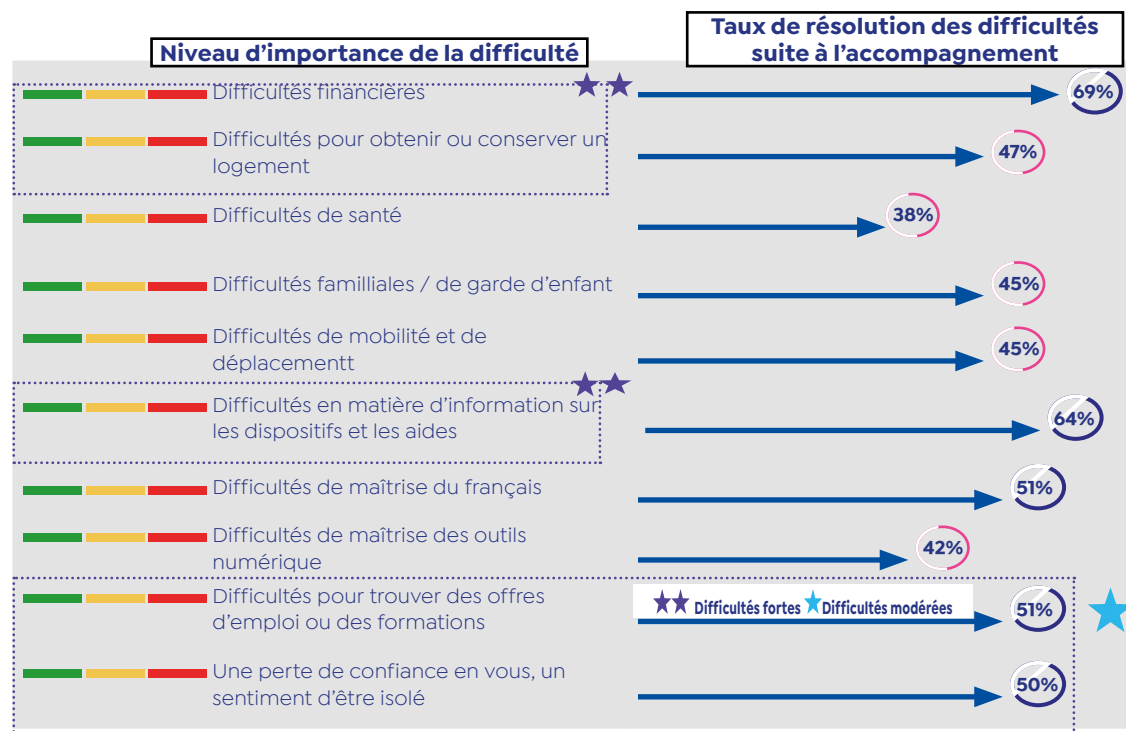 Niveau d'importance de la difficulté
Taux de résolution des difficultés
suite à l'accompagnement
Difficultés financières
69%
Difficultés pour obtenir ou conserver un
logement
47%
Difficultés de santé
38%
Difficultés familliales / de garde d'enfant
45%
Difficultés de mobilité et de
déplacementt
45%
Difficultés en matière d'information sur
les dispositifs et les aides
64%
Difficultés de maîtrise du français
51%
Difficultés de maîtrise des outils
numérique
42%
Difficultés pour trouver des offres
d'emploi ou des formations
Difficultés fortes Difficultés modérées
51%
Une perte de confiance en vous, un
sentiment d'être isolé
50%